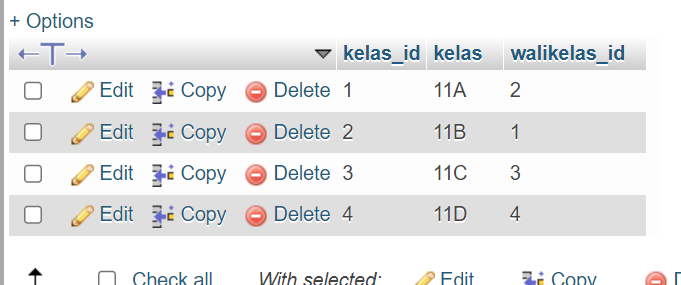 + Options
←T→ kelas_id kelas walikelas_id
Edit Copy Delete 1 11A 2
Edit Copy Delete 2 11B 1
Edit Copy Delete 3 11C 3
Edit Copy Delete 4 11D 4
Check all With selected: Edit Copy